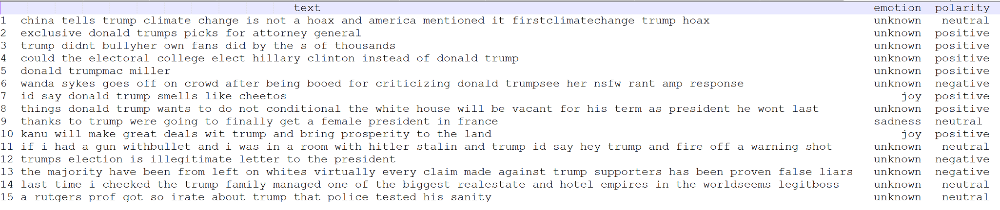 text emotion polarity
1 china tells trump climate change is not a hoax and america mentioned it firstclimatechange trump hoax unknown neutral
2 exclusive donald trumps picks for attorney general unknown positive
3 trump didnt bullyher own fans did by the s of thousands unknown positive
4 could the electoral college elect hillary clinton instead of donald trump unknown positive
5 donald trumpmac miller unknown positive
6 wanda sykes goes off on crowd after being booed for criticizing donald trumpsee her nsfw rant amp response unknown negative
7 id say donald trump smells like cheetos joy positive
8 things donald trump wants to do not conditional the white house will be vacant for his term as president he wont last unknown positive
9 thanks to trump were going to finally get a female president in france sadness neutral
10 kanu will make great deals wit trump and bring prosperity to the land joy positive
11 if i had a gun withbullet and i was in a room with hitler stalin and trump id say hey trump and fire off a warning shot unknown neutral
12 trumps election is illegitimate letter to the president unknown negative
13 the majority have been from left on whites virtually every claim made against trump supporters has been proven false liars unknown negative
14 last time i checked the trump family managed one of the biggest realestate and hotel empires in the worldseems legitboss unknown neutral
15 a rutgers prof got so irate about trump that police tested his sanity unknown neutral